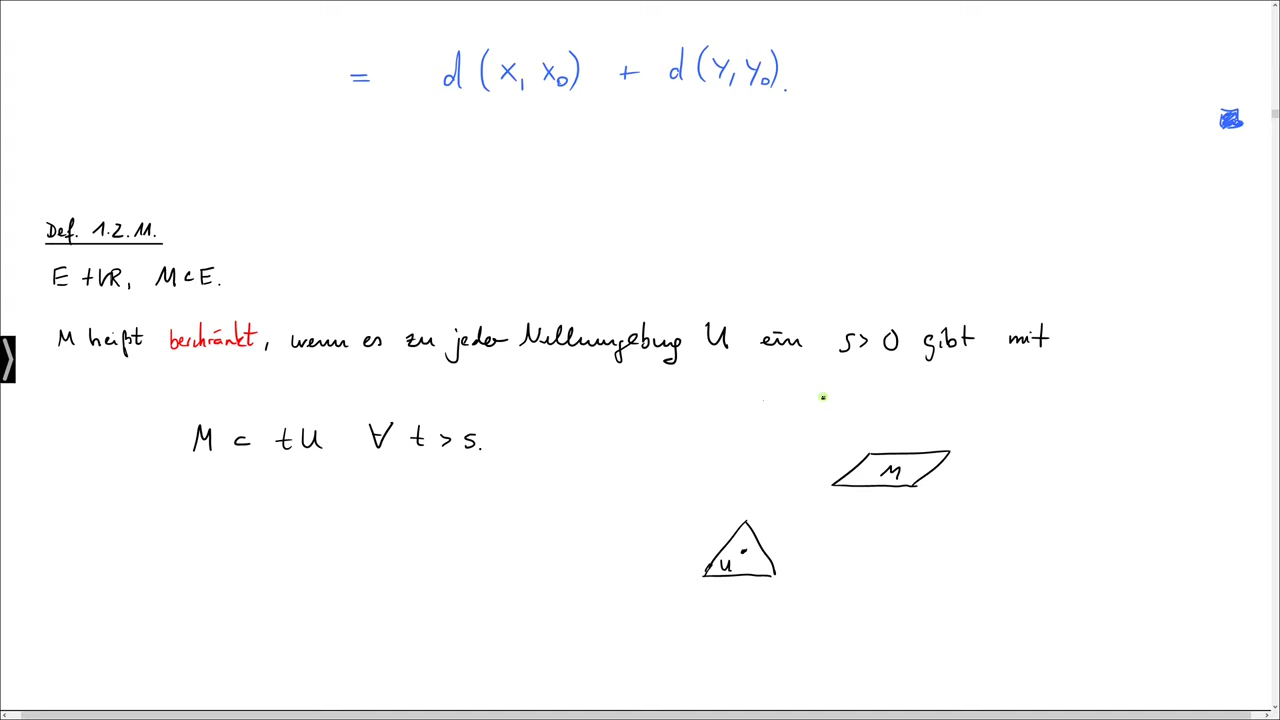 = d(x, x₀) + d(y, y₀).
Def. 1.2.11.
E tVR, M⊂E.
M heißt beschränkt, wenn es zu jeder Nullumgebung U ein s>0 gibt mit
M ⊂ tU ∀ t>s.
M
U